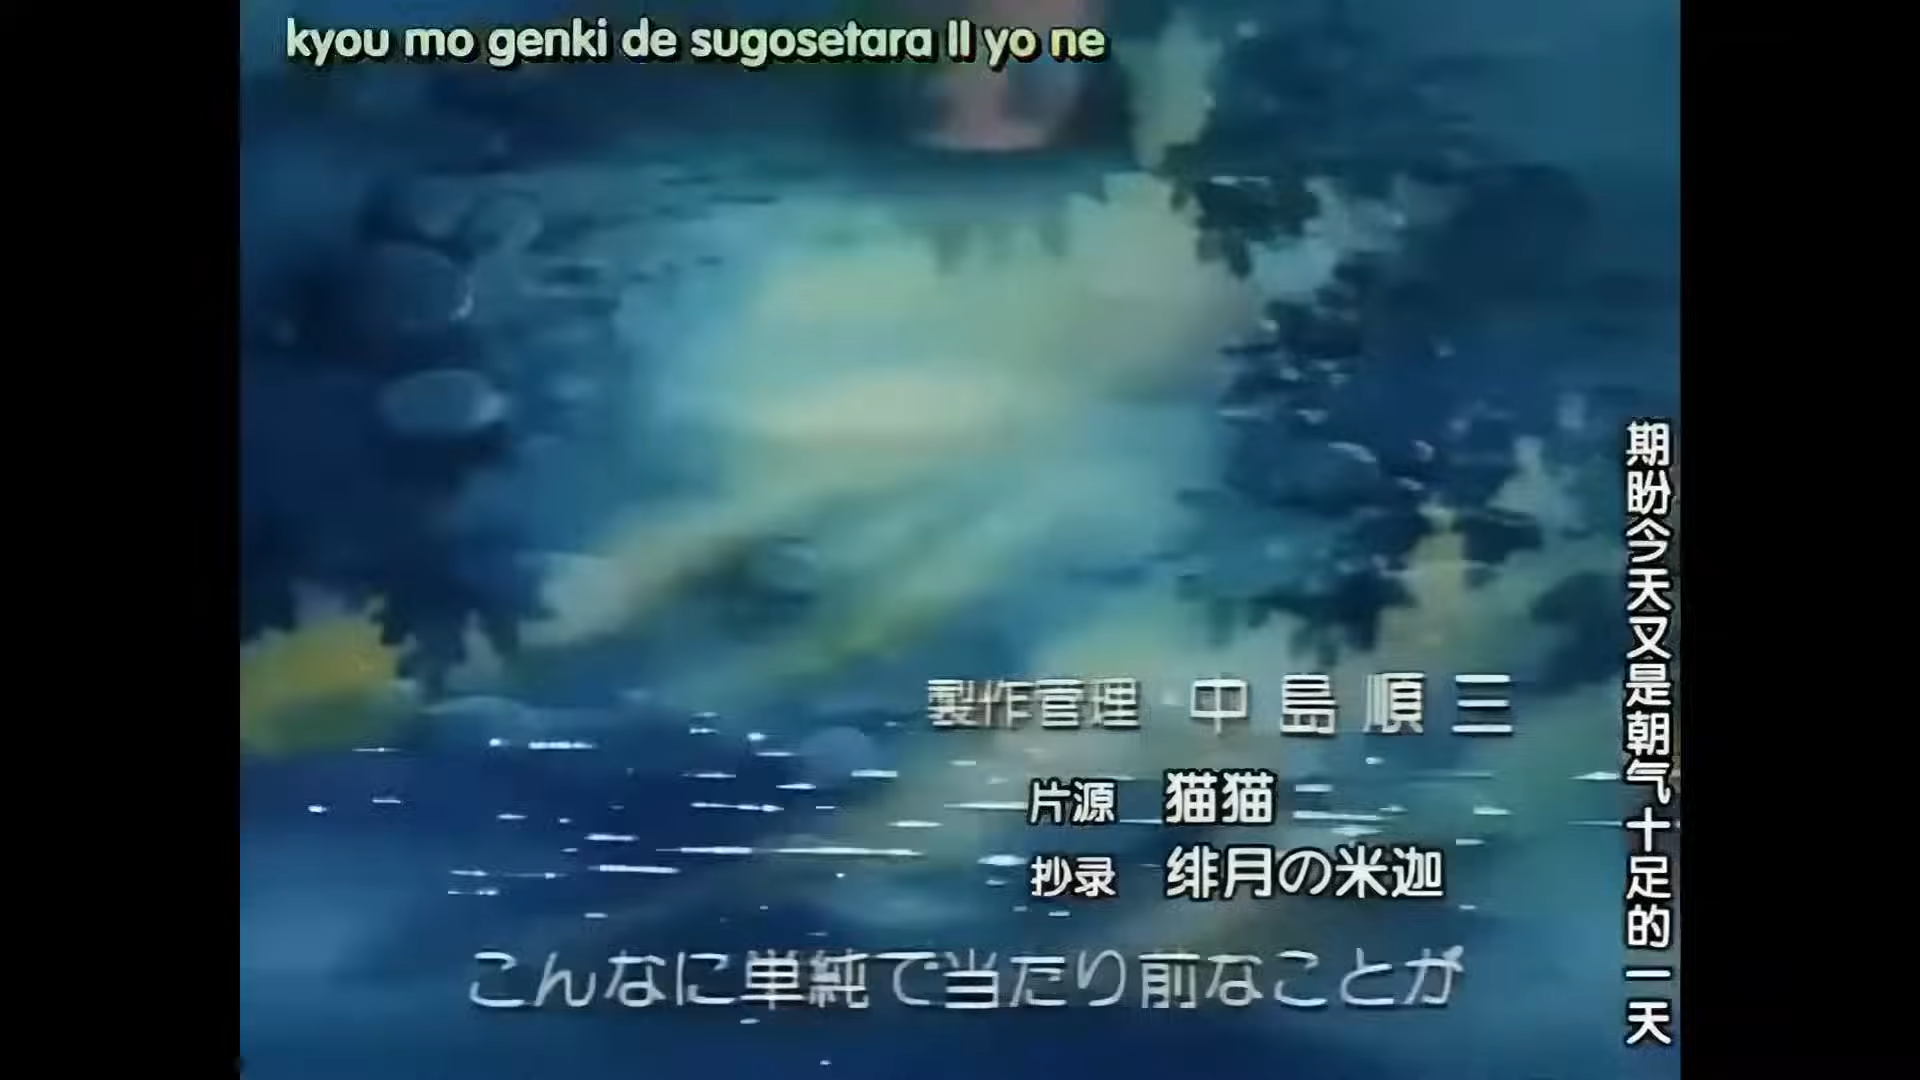 kyou mo genki de sugosetara II yo ne
期盼今天又是朝气十足的一天
製作管理 中島順三
片源 猫猫
抄录 绯月の米迦
こんなに単純で当たり前なことが